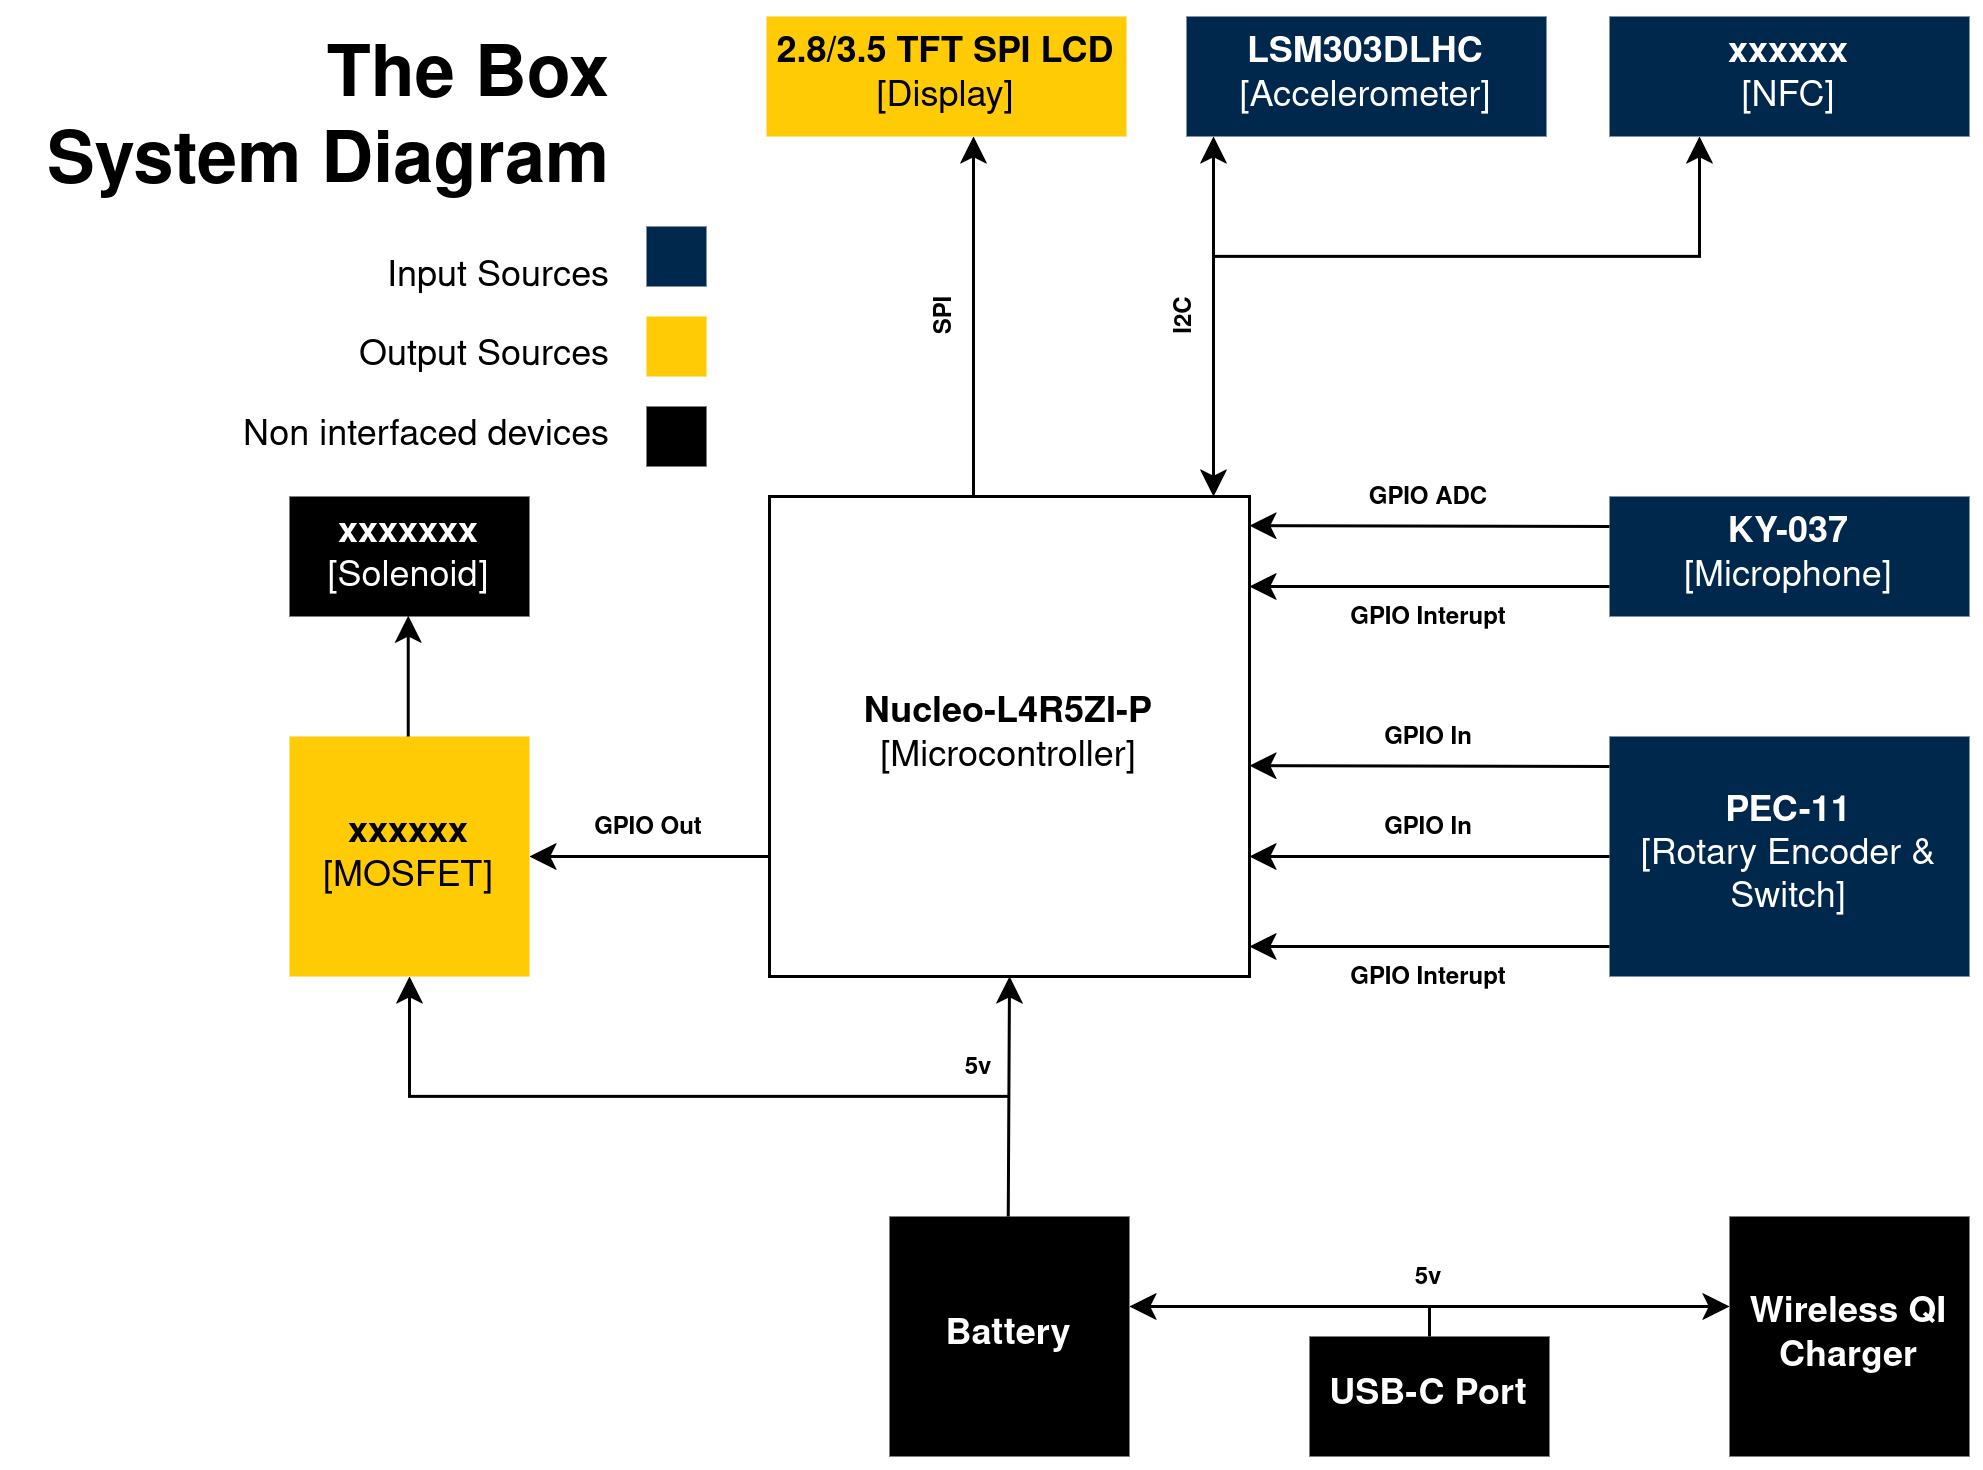 The Box
System Diagram
Input Sources
Output Sources
Non interfaced devices
2.8/3.5 TFT SPI LCD
[Display]
LSM303DLHC
[Accelerometer]
xxxxxx
[NFC]
SPI
I2C
xxxxxxx
[Solenoid]
GPIO ADC
KY-037
[Microphone]
GPIO Interupt
Nucleo-L4R5ZI-P
[Microcontroller]
xxxxxx
[MOSFET]
GPIO Out
GPIO In
GPIO In
PEC-11
[Rotary Encoder &
Switch]
GPIO Interupt
5v
Battery
5v
USB-C Port
Wireless QI
Charger